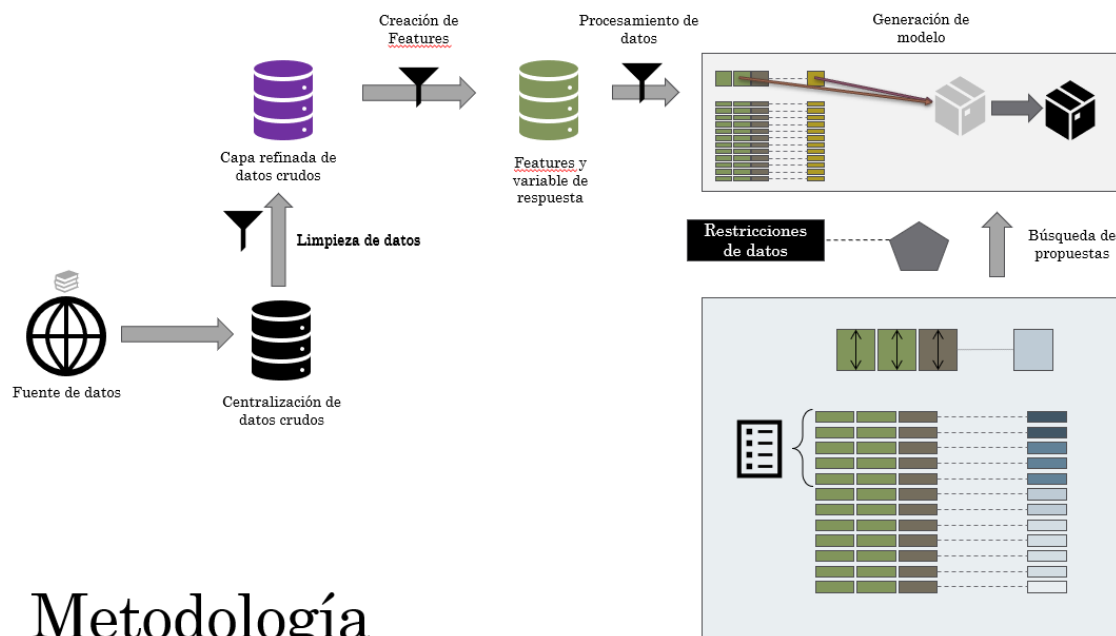 Creación de
Features
Procesamiento de
datos
Generación de
modelo
Capa refinada de
datos crudos
Features y
variable de
respuesta
Limpieza de datos
Restricciones
de datos
Búsqueda de
propuestas
Fuente de datos
Centralización de
datos crudos
Metodología